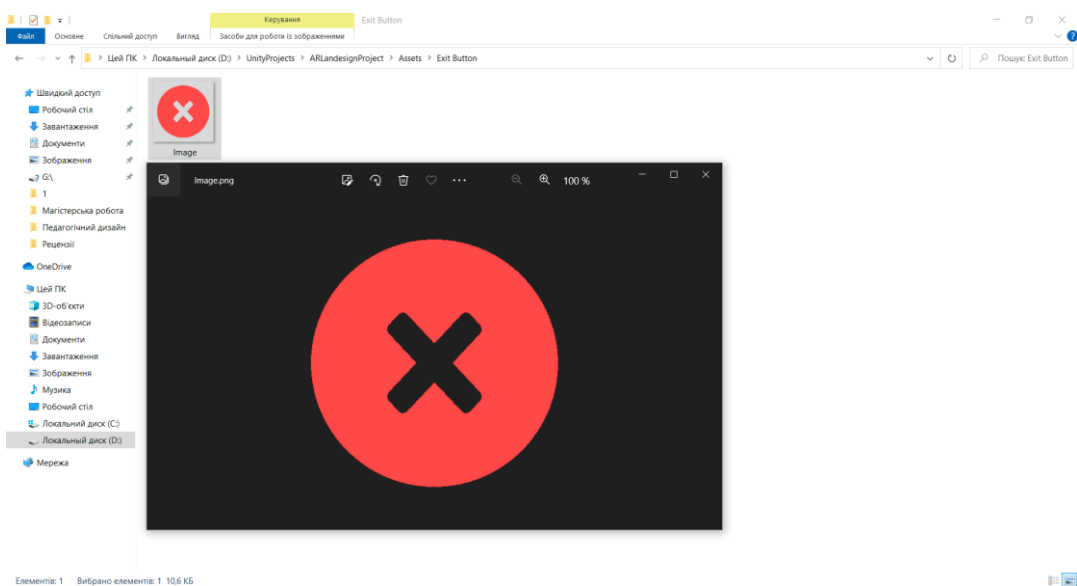 Керування
Exit Button
Файл
Основне
Спільний доступ
Вигляд
Засоби для роботи із зображеннями
Цей ПК > Локальный диск (D:) > UnityProjects > ARLandesignProject > Assets > Exit Button
Пошук: Exit Button
Швидкий доступ
Робочий стіл
Завантаження
Документи
Зображення
G:\
1
Магістерська робота
Педагогічний дизайн
Рецензії
OneDrive
Цей ПК
3D-об'єкти
Відеозаписи
Документи
Завантаження
Зображення
Музика
Робочий стіл
Локальний диск (C:)
Локальный диск (D:)
Мережа
Image
Image.png
100 %
Елементів: 1
Вибрано елементів: 1 10,6 КБ